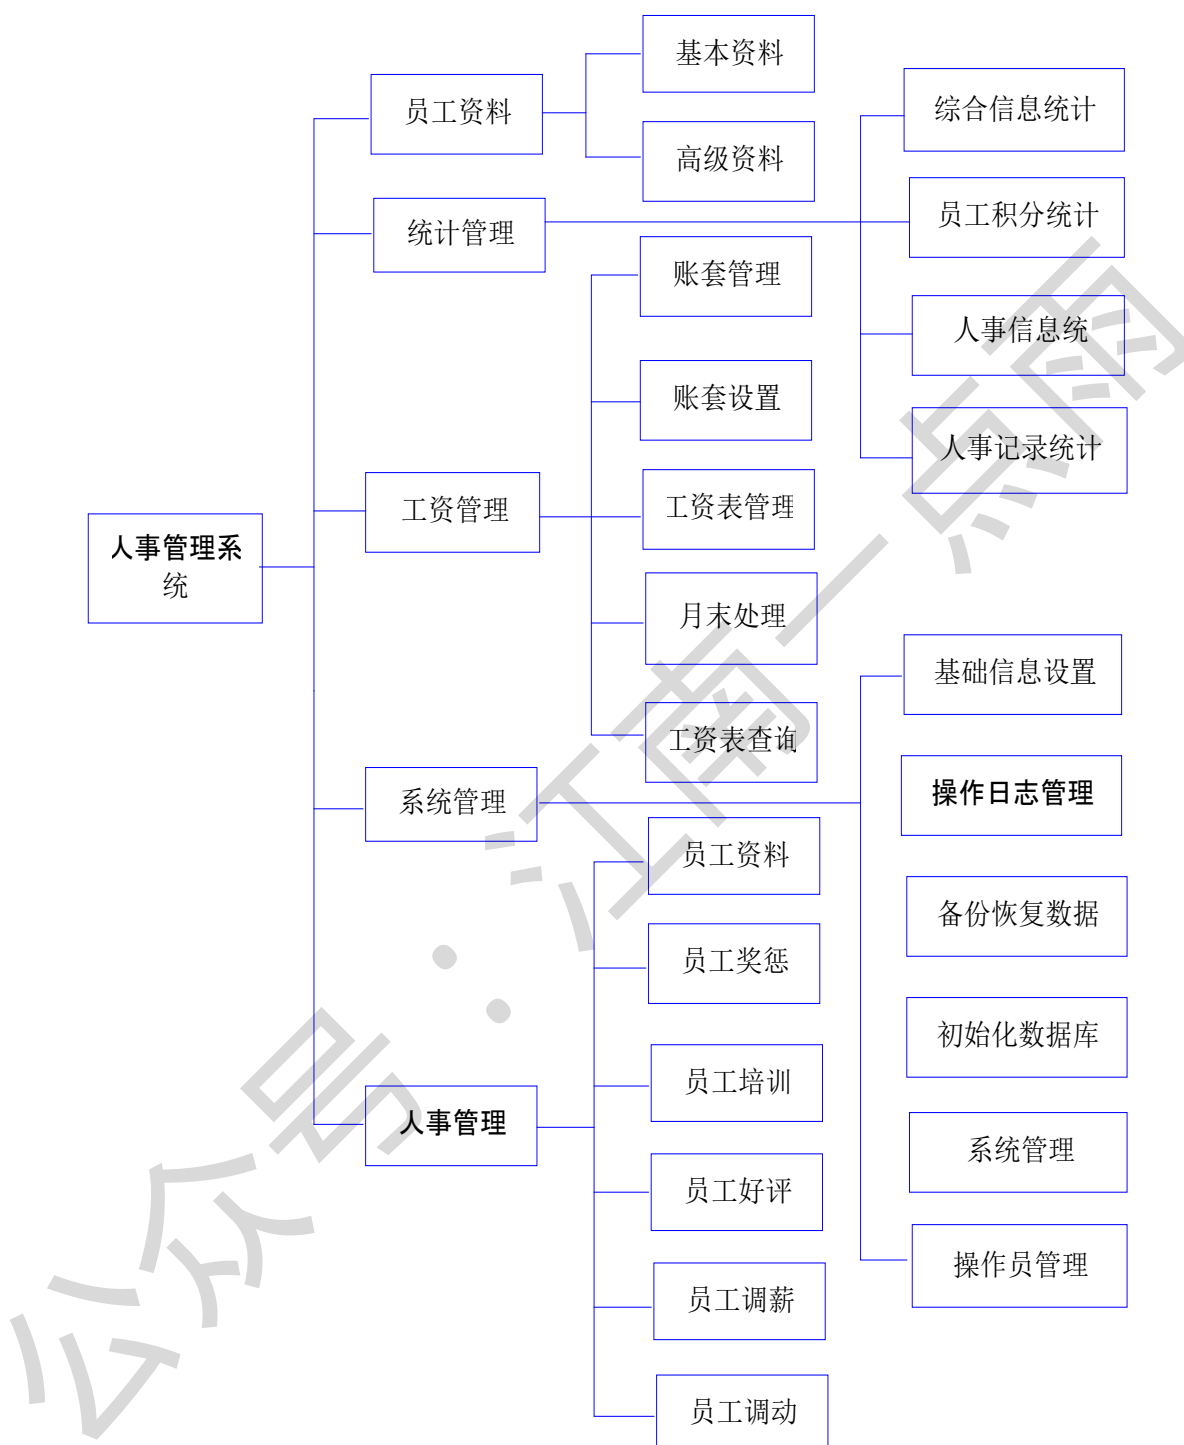 人事管理系
统
员工资料
基本资料
高级资料
统计管理
综合信息统计
员工积分统计
人事信息统
人事记录统计
工资管理
账套管理
账套设置
工资表管理
月末处理
工资表查询
系统管理
基础信息设置
操作日志管理
备份恢复数据
初始化数据库
系统管理
操作员管理
人事管理
员工资料
员工奖惩
员工培训
员工好评
员工调薪
员工调动
公众号：江南一点雨